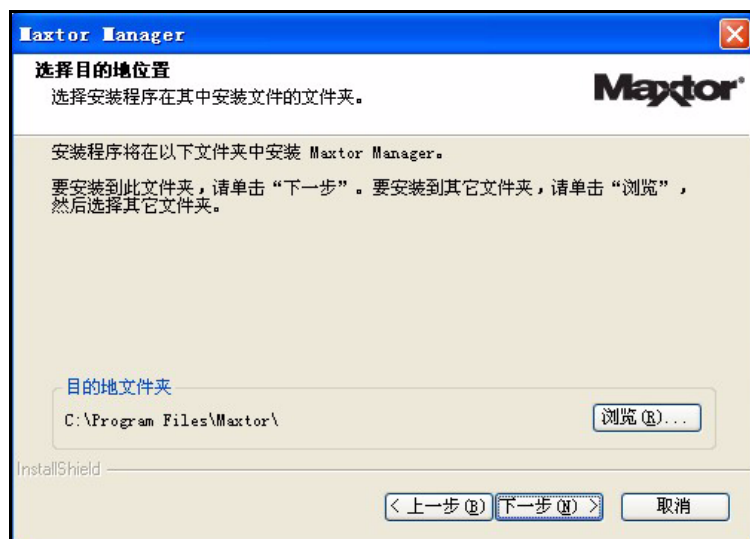 Maxtor Manager
选择目的地位置
选择安装程序在其中安装文件的文件夹。
Maxtor
安装程序将在以下文件夹中安装 Maxtor Manager。
要安装到此文件夹，请单击“下一步”。要安装到其它文件夹，请单击“浏览”，
然后选择其它文件夹。
目的地文件夹
C:\Program Files\Maxtor\
浏览(R)...
InstallShield
< 上一步(B)
下一步(N) >
取消